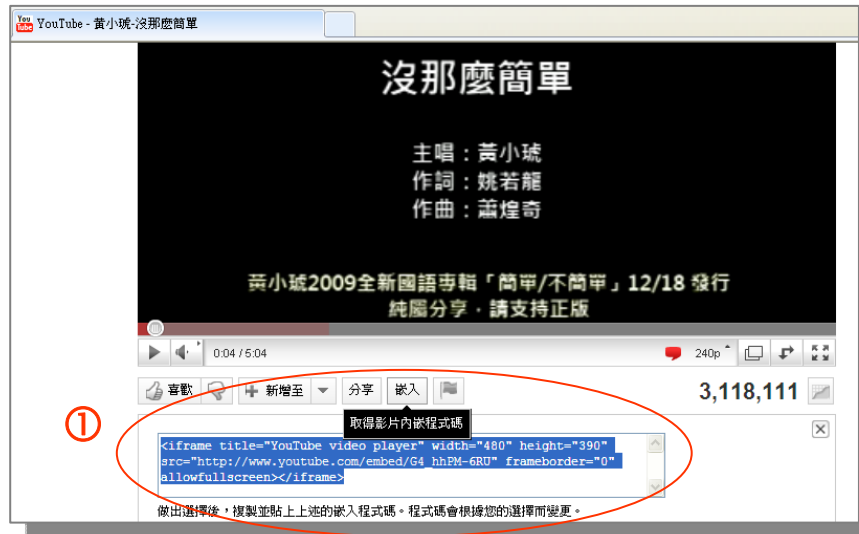 You Tube YouTube - 黃小琥-沒那麼簡單
沒那麼簡單
主唱：黃小琥
作詞：姚若龍
作曲：蕭煌奇
黃小琥2009全新國語專輯「簡單/不簡單」12/18 發行
純屬分享．請支持正版
0:04 / 5:04
240p
喜歡 新增至 分享 嵌入 3,118,111
取得影片內嵌程式碼
①
<iframe title="YouTube video player" width="480" height="390"
src="http://www.youtube.com/embed/G4_hhPM-6RU" frameborder="0"
allowfullscreen></iframe>
做出選擇後，複製並貼上上述的嵌入程式碼。程式碼會根據您的選擇而變更。